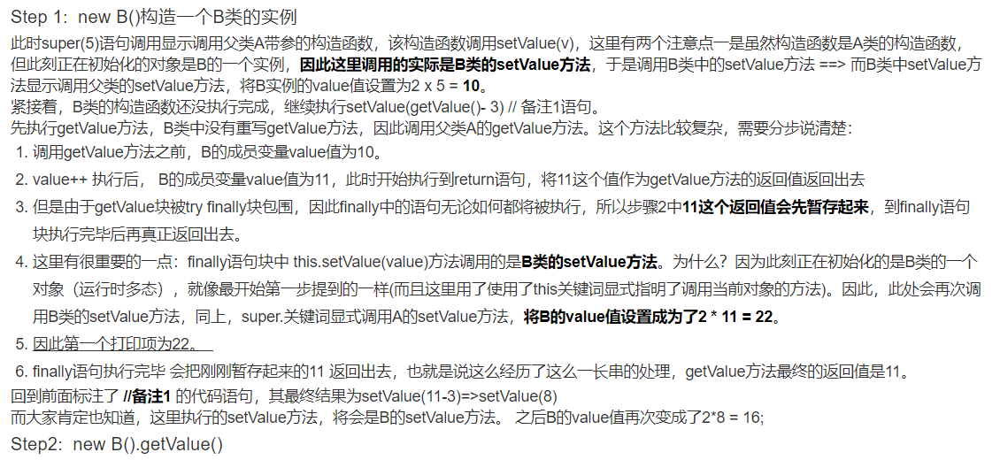 Step 1:  new B()构造一个B类的实例
此时super(5)语句调用显示调用父类A带参的构造函数，该构造函数调用setValue(v)，这里有两个注意点一是虽然构造函数是A类的构造函数，
但此刻正在初始化的对象是B的一个实例，因此这里调用的实际是B类的setValue方法，于是调用B类中的setValue方法 ==> 而B类中setValue方
法显示调用父类的setValue方法，将B实例的value值设置为2 x 5 = 10。
紧接着，B类的构造函数还没执行完成，继续执行setValue(getValue()- 3) // 备注1语句。
先执行getValue方法，B类中没有重写getValue方法，因此调用父类A的getValue方法。这个方法比较复杂，需要分步说清楚：
1. 调用getValue方法之前，B的成员变量value值为10。
2. value++ 执行后， B的成员变量value值为11，此时开始执行到return语句，将11这个值作为getValue方法的返回值返回出去
3. 但是由于getValue块被try finally块包围，因此finally中的语句无论如何都将被执行，所以步骤2中11这个返回值会先暂存起来，到finally语句
块执行完毕后再真正返回出去。
4. 这里有很重要的一点：finally语句块中 this.setValue(value)方法调用的是B类的setValue方法。为什么？因为此刻正在初始化的是B类的一个
对象（运行时多态），就像最开始第一步提到的一样(而且这里用了使用了this关键词显式指明了调用当前对象的方法)。因此，此处会再次调
用B类的setValue方法，同上，super.关键词显式调用A的setValue方法，将B的value值设置成为了2 * 11 = 22。
5. 因此第一个打印项为22。
6. finally语句执行完毕 会把刚刚暂存起来的11 返回出去，也就是说这么经历了这么一长串的处理，getValue方法最终的返回值是11。
回到前面标注了 //备注1 的代码语句，其最终结果为setValue(11-3)=>setValue(8)
而大家肯定也知道，这里执行的setValue方法，将会是B的setValue方法。 之后B的value值再次变成了2*8 = 16;
Step2:  new B().getValue()